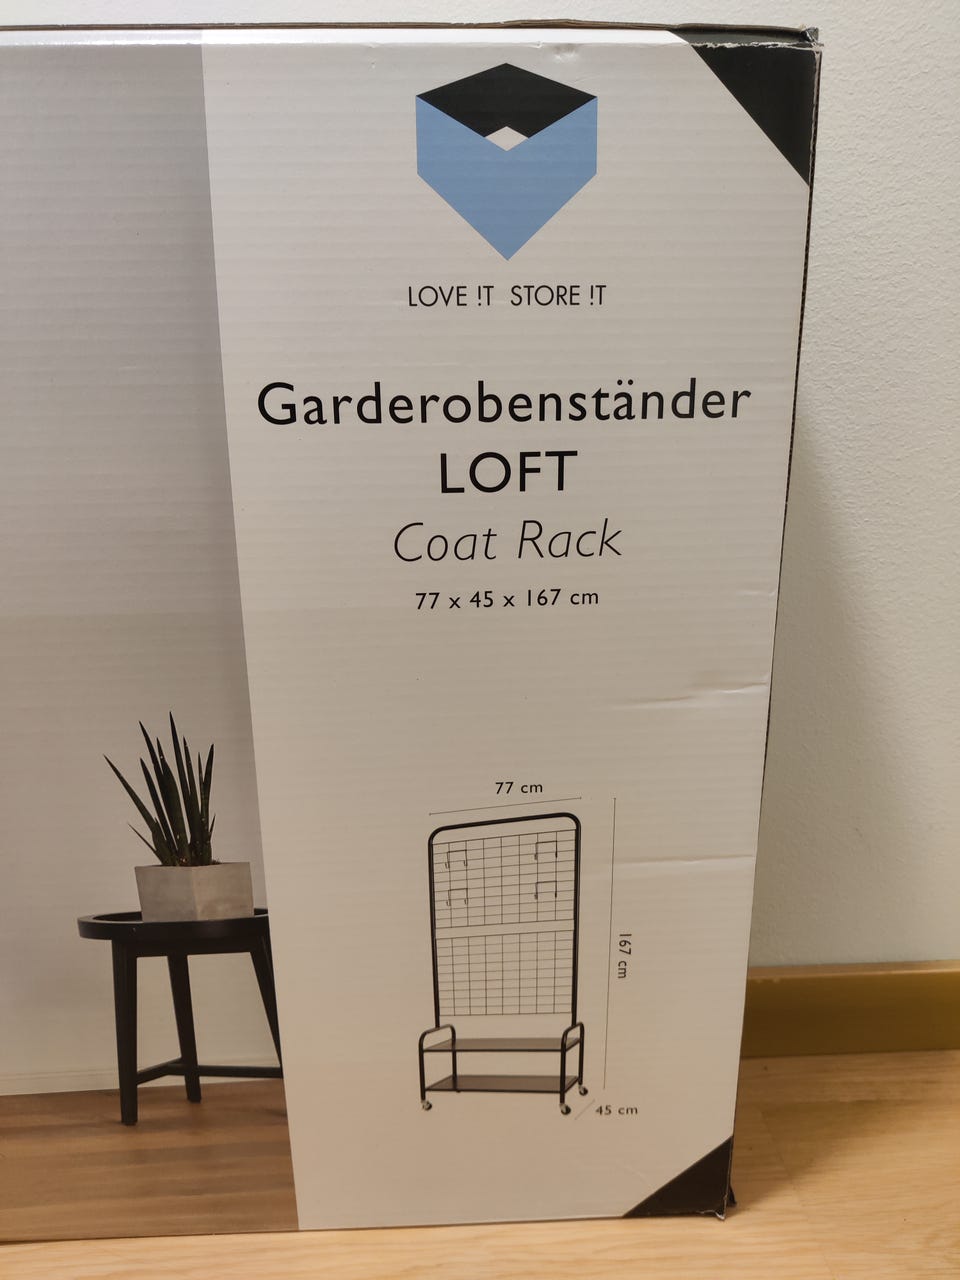 LOVE !T STORE !T
Garderobenständer
LOFT
Coat Rack
77 x 45 x 167 cm
77 cm
167 cm
45 cm